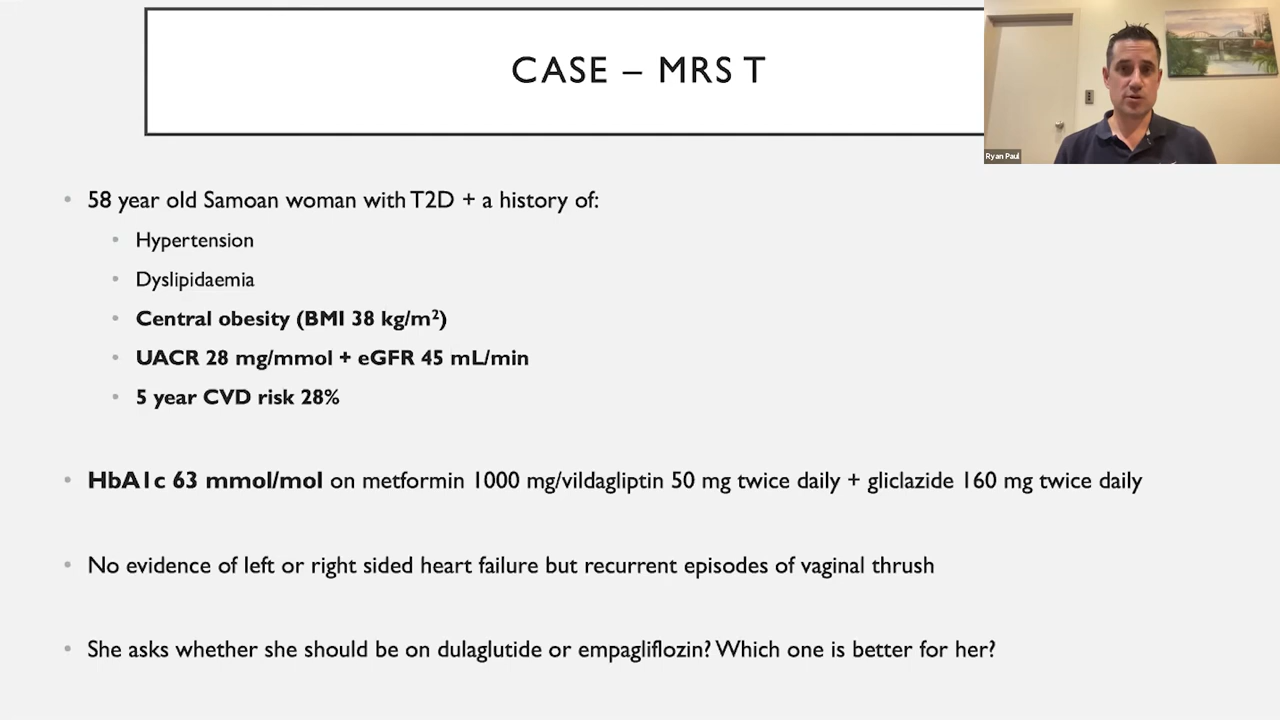 CASE – MRS T
Ryan Paul
• 58 year old Samoan woman with T2D + a history of:
• Hypertension
• Dyslipidaemia
• Central obesity (BMI 38 kg/m²)
• UACR 28 mg/mmol + eGFR 45 mL/min
• 5 year CVD risk 28%
• HbA1c 63 mmol/mol on metformin 1000 mg/vildagliptin 50 mg twice daily + gliclazide 160 mg twice daily
• No evidence of left or right sided heart failure but recurrent episodes of vaginal thrush
• She asks whether she should be on dulaglutide or empagliflozin? Which one is better for her?